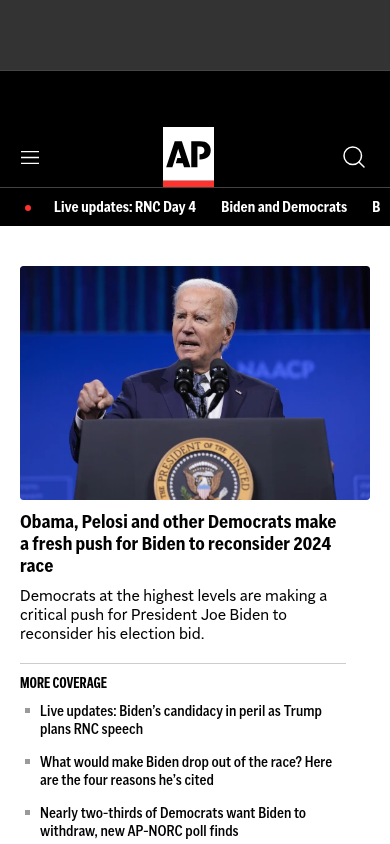 AP
Live updates: RNC Day 4 Biden and Democrats B
NAACP
PRESIDENT OF THE UNITED
Obama, Pelosi and other Democrats make
a fresh push for Biden to reconsider 2024
race
Democrats at the highest levels are making a
critical push for President Joe Biden to
reconsider his election bid.
MORE COVERAGE
Live updates: Biden’s candidacy in peril as Trump
plans RNC speech
What would make Biden drop out of the race? Here
are the four reasons he’s cited
Nearly two-thirds of Democrats want Biden to
withdraw, new AP-NORC poll finds